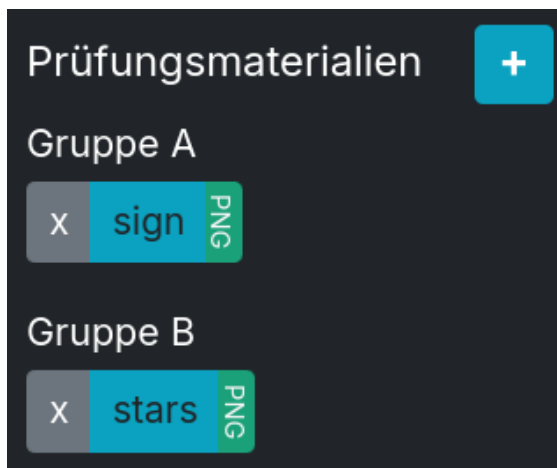 Prüfungsmaterialien +
Gruppe A
x sign PNG
Gruppe B
x stars PNG